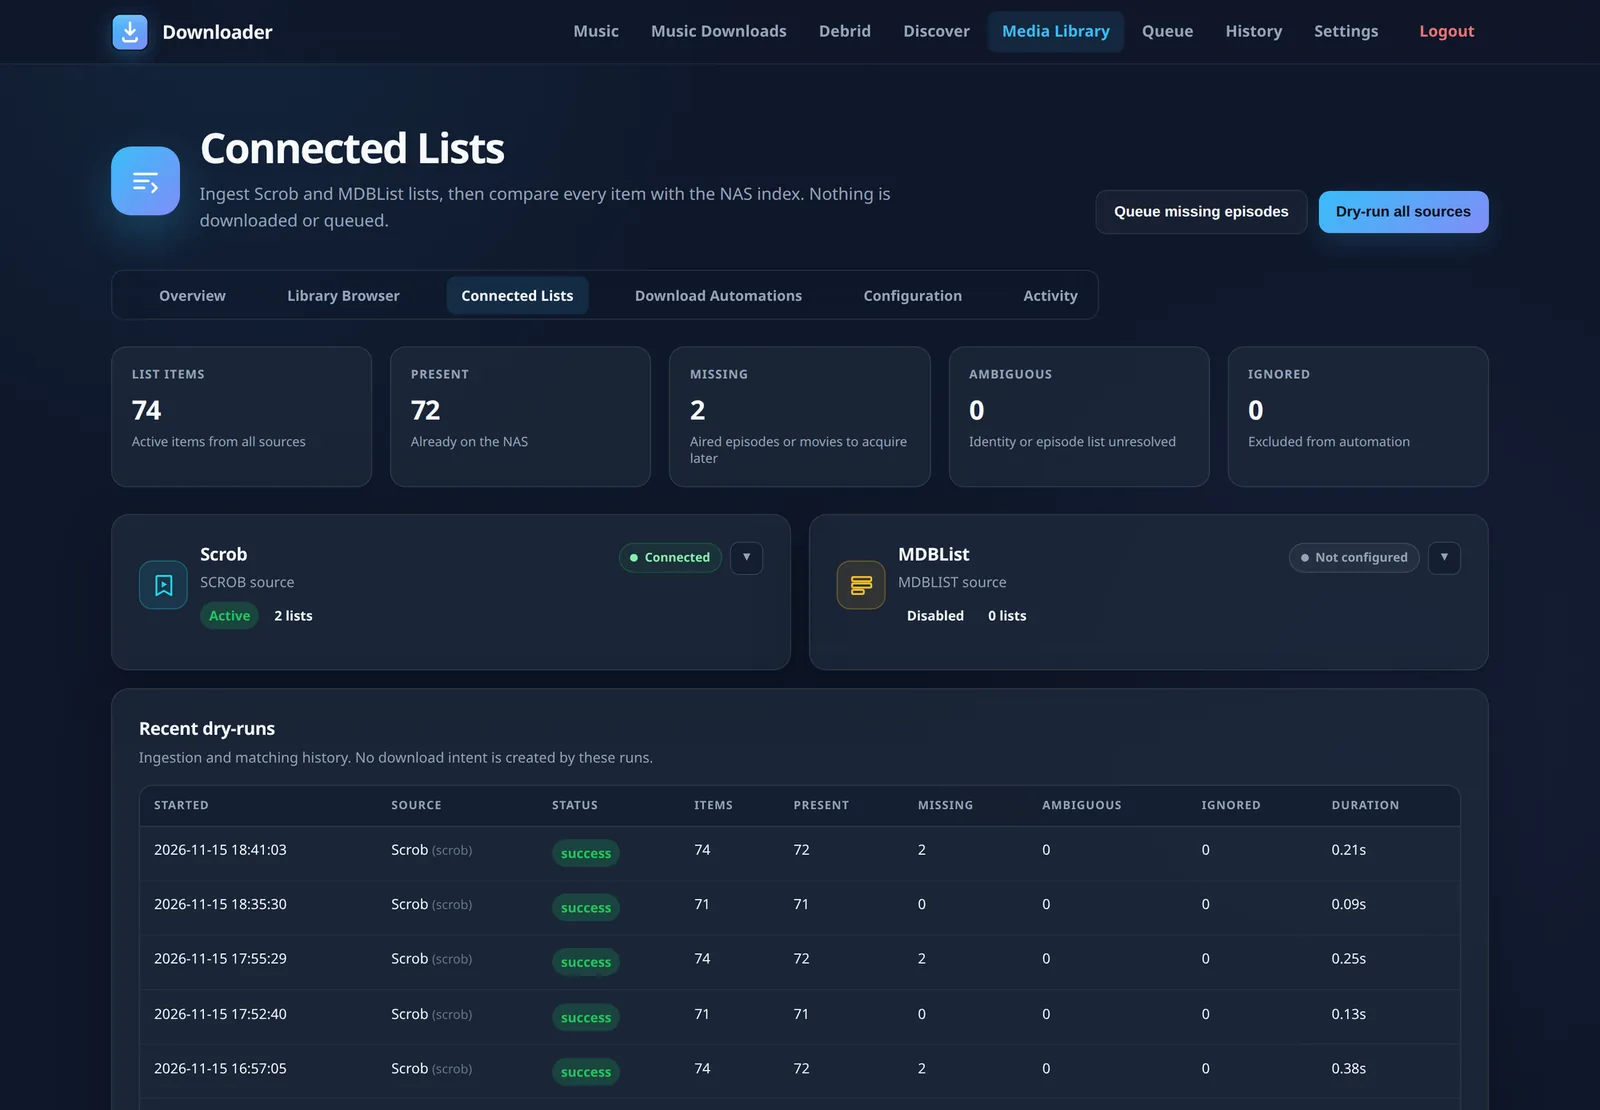 Downloader
Music
Music Downloads
Debrid
Discover
Media Library
Queue
History
Settings
Logout
Connected Lists
Ingest Scrob and MDBList lists, then compare every item with the NAS index. Nothing is
downloaded or queued.
Queue missing episodes
Dry-run all sources
Overview
Library Browser
Connected Lists
Download Automations
Configuration
Activity
LIST ITEMS
74
Active items from all sources
PRESENT
72
Already on the NAS
MISSING
2
Aired episodes or movies to acquire
later
AMBIGUOUS
0
Identity or episode list unresolved
IGNORED
0
Excluded from automation
Scrob
SCROB source
Active 2 lists
Connected
MDBList
MDBLIST source
Disabled 0 lists
Not configured
Recent dry-runs
Ingestion and matching history. No download intent is created by these runs.
STARTED SOURCE STATUS ITEMS PRESENT MISSING AMBIGUOUS IGNORED DURATION
2026-11-15 18:41:03 Scrob (scrob) success 74 72 2 0 0 0.21s
2026-11-15 18:35:30 Scrob (scrob) success 71 71 0 0 0 0.09s
2026-11-15 17:55:29 Scrob (scrob) success 74 72 2 0 0 0.25s
2026-11-15 17:52:40 Scrob (scrob) success 71 71 0 0 0 0.13s
2026-11-15 16:57:05 Scrob (scrob) success 74 72 2 0 0 0.38s